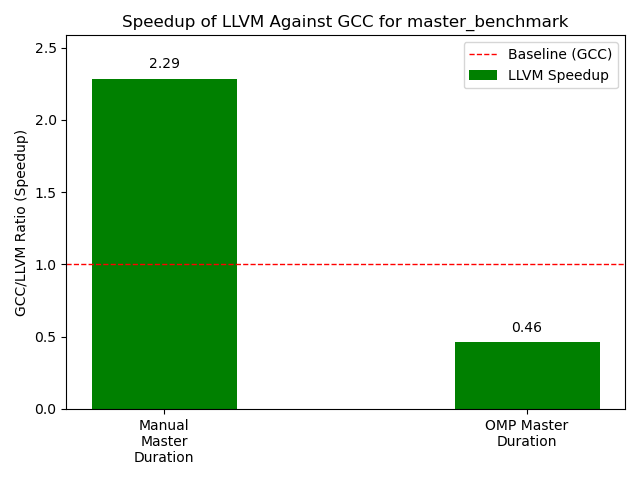 Speedup of LLVM Against GCC for master_benchmark
GCC/LLVM Ratio (Speedup)
2.5
2.0
1.5
1.0
0.5
0.0
2.29
0.46
Baseline (GCC)
LLVM Speedup
Manual
Master
Duration
OMP Master
Duration